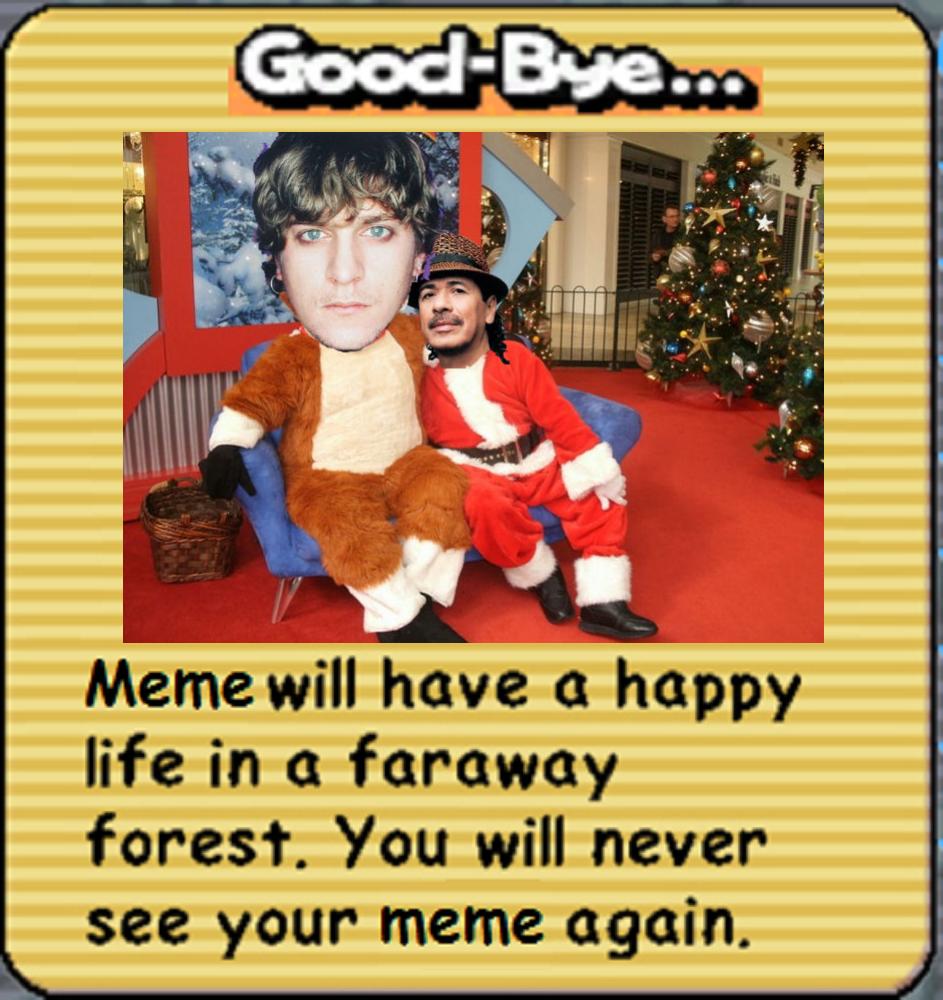 Good-Bye...
Meme will have a happy
life in a faraway
forest. You will never
see your meme again.